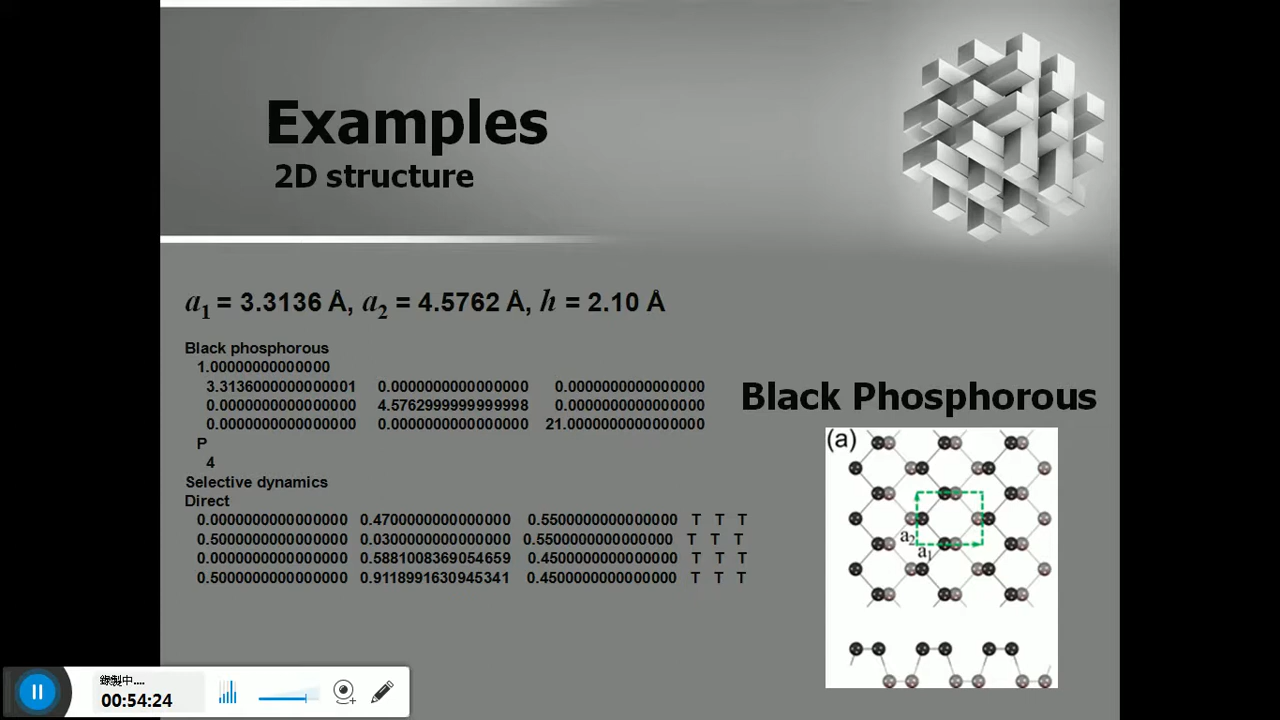 Examples
2D structure
a1 = 3.3136 Å, a2 = 4.5762 Å, h = 2.10 Å
Black phosphorous
1.00000000000000
3.3136000000000001 0.0000000000000000 0.0000000000000000
0.0000000000000000 4.5762999999999998 0.0000000000000000
0.0000000000000000 0.0000000000000000 21.0000000000000000
P
4
Selective dynamics
Direct
0.0000000000000000 0.4700000000000000 0.5500000000000000 T T T
0.5000000000000000 0.0300000000000000 0.5500000000000000 T T T
0.0000000000000000 0.5881008369054659 0.4500000000000000 T T T
0.5000000000000000 0.9118991630945341 0.4500000000000000 T T T
Black Phosphorous
(a)
a2
a1
錄製中....
00:54:24